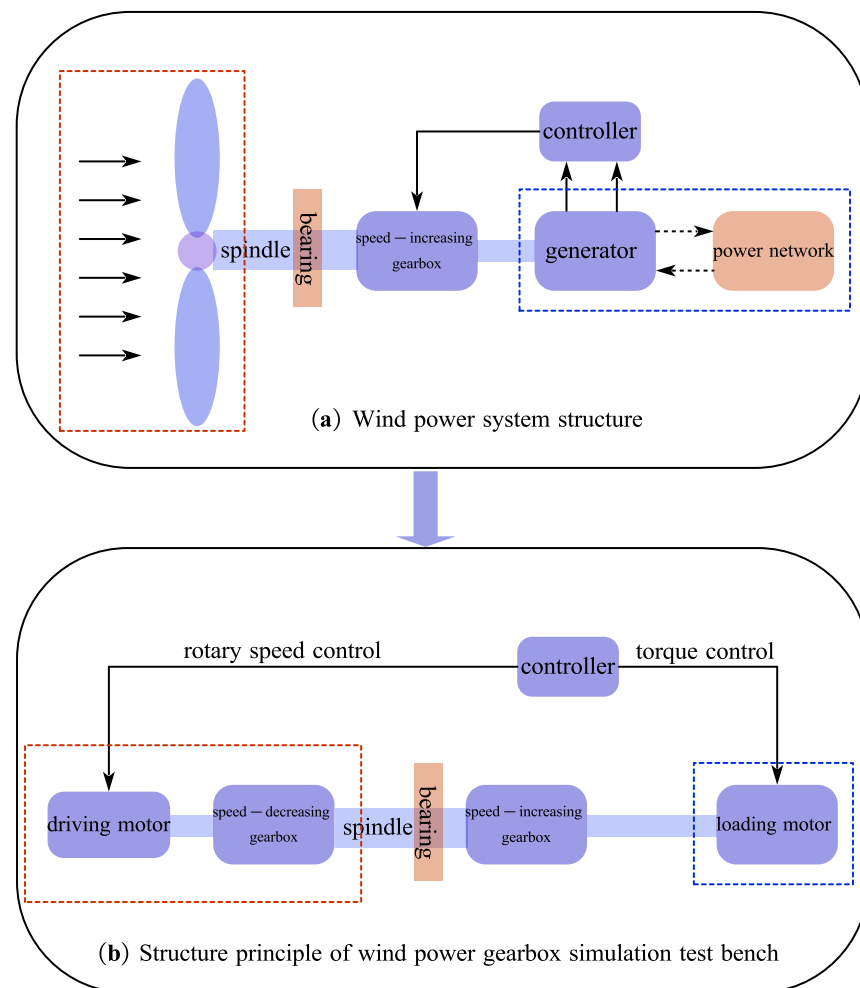 controller
spindle
bearing
speed – increasing
gearbox
generator
power network
(a) Wind power system structure
rotary speed control
controller
torque control
driving motor
speed – decreasing
gearbox
spindle
bearing
speed – increasing
gearbox
loading motor
(b) Structure principle of wind power gearbox simulation test bench